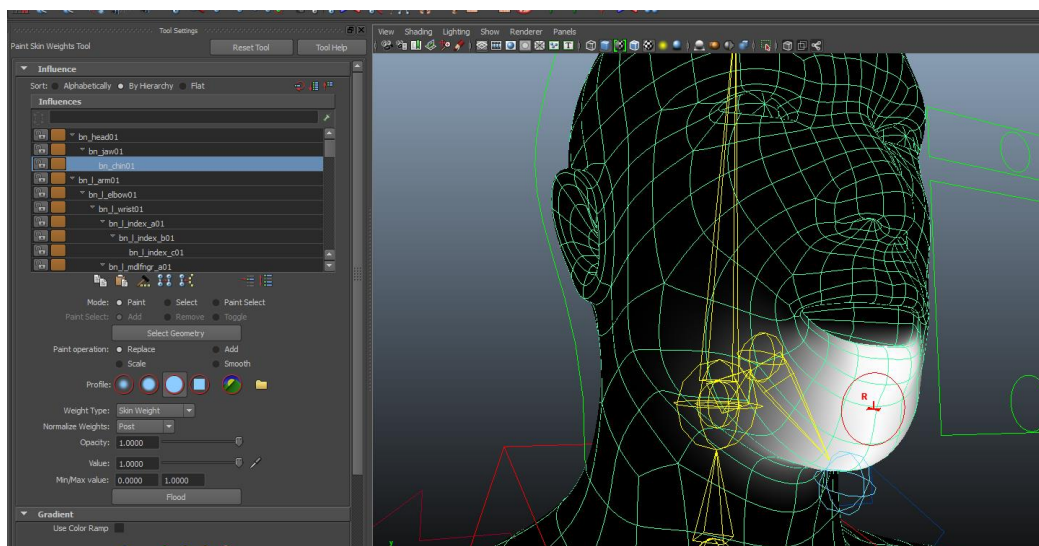 Tool Settings
View Shading Lighting Show Renderer Panels
Paint Skin Weights Tool Reset Tool Tool Help
Influence
Sort: Alphabetically By Hierarchy Flat
Influences
bn_head01
bn_jaw01
bn_chin01
bn_l_arm01
bn_l_elbow01
bn_l_wrist01
bn_l_index_a01
bn_l_index_b01
bn_l_index_c01
bn_l_mdlfngr_a01
Mode: Paint Select Paint Select
Paint Select: Add Remove Toggle
Select Geometry
Paint operation: Replace Add
Scale Smooth
Profile:
Weight Type: Skin Weight
Normalize Weights: Post
Opacity: 1.0000
Value: 1.0000
Min/Max value: 0.0000 1.0000
Flood
Gradient
Use Color Ramp
R
Y